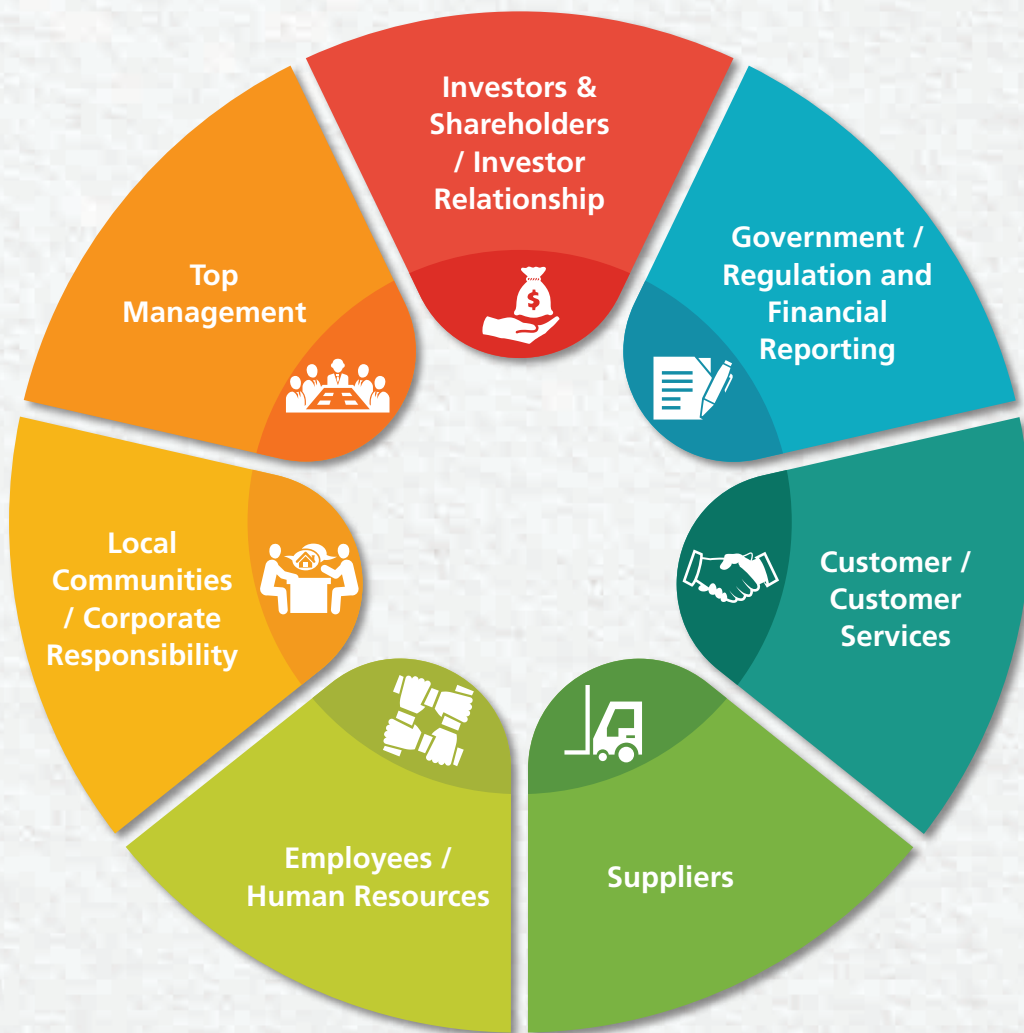 Investors &
Shareholders
/ Investor
Relationship
Government /
Regulation and
Financial
Reporting
Customer /
Customer
Services
Suppliers
Employees /
Human Resources
Local
Communities
/ Corporate
Responsibility
Top
Management
$